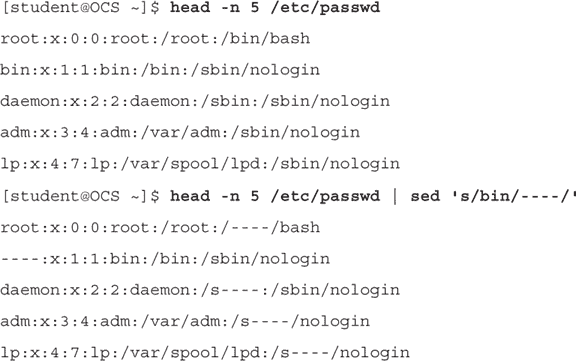 [student@OCS ~]$ head -n 5 /etc/passwd
root:x:0:0:root:/root:/bin/bash
bin:x:1:1:bin:/bin:/sbin/nologin
daemon:x:2:2:daemon:/sbin:/sbin/nologin
adm:x:3:4:adm:/var/adm:/sbin/nologin
lp:x:4:7:lp:/var/spool/lpd:/sbin/nologin
[student@OCS ~]$ head -n 5 /etc/passwd | sed 's/bin/----/'
root:x:0:0:root:/root:/----/bash
----:x:1:1:bin:/bin:/sbin/nologin
daemon:x:2:2:daemon:/s----:/sbin/nologin
adm:x:3:4:adm:/var/adm:/s----/nologin
lp:x:4:7:lp:/var/spool/lpd:/s----/nologin